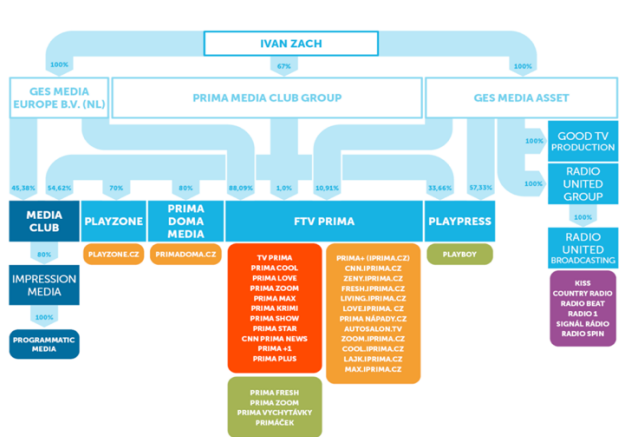 IVAN ZACH
100%
67%
100%
GES MEDIA
EUROPE B.V. (NL)
PRIMA MEDIA CLUB GROUP
GES MEDIA ASSET
100%
GOOD TV
PRODUCTION
100%
RADIO
UNITED
GROUP
45,38%
54,62%
70%
80%
88,09%
1,0%
10,91%
33,66%
57,33%
100%
MEDIA
CLUB
PLAYZONE
PRIMA
DOMA
MEDIA
FTV PRIMA
PLAYPRESS
RADIO
UNITED
BROADCASTING
80%
PLAYZONE.CZ
PRIMADOMA.CZ
TV PRIMA
PRIMA COOL
PRIMA LOVE
PRIMA ZOOM
PRIMA MAX
PRIMA KRIMI
PRIMA SHOW
PRIMA STAR
CNN PRIMA NEWS
PRIMA +1
PRIMA PLUS
PRIMA+ (IPRIMA.CZ)
CNN.IPRIMA.CZ
ZENY.IPRIMA.CZ
FRESH.IPRIMA.CZ
LIVING.IPRIMA.CZ
LOVE.IPRIMA. CZ
PRIMA NÁPADY.CZ
AUTOSALON.TV
ZOOM.IPRIMA.CZ
COOL.IPRIMA.CZ
LAJK.IPRIMA.CZ
MAX.IPRIMA.CZ
PLAYBOY
IMPRESSION
MEDIA
100%
PROGRAMMATIC
MEDIA
KISS
COUNTRY RADIO
RADIO BEAT
RADIO 1
SIGNÁL RÁDIO
RADIO SPIN
PRIMA FRESH
PRIMA ZOOM
PRIMA VYCHYTÁVKY
PRIMÁČEK